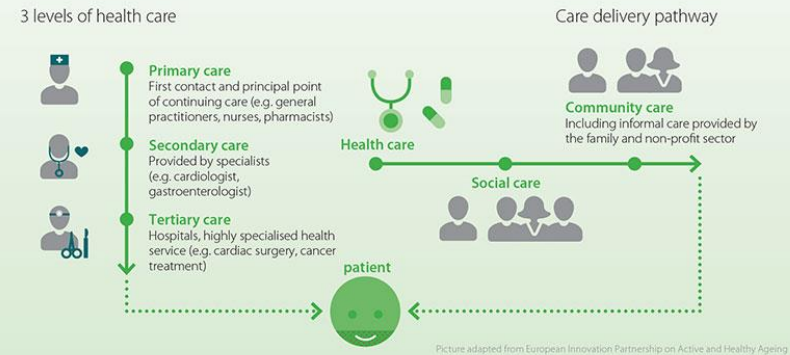 3 levels of health care
Care delivery pathway
Primary care
First contact and principal point
of continuing care (e.g. general
practitioners, nurses, pharmacists)
Secondary care
Provided by specialists
(e.g. cardiologist,
gastroenterologist)
Tertiary care
Hospitals, highly specialised health
service (e.g. cardiac surgery, cancer
treatment)
Health care
Social care
Community care
Including informal care provided by
the family and non-profit sector
patient
Picture adapted from European Innovation Partnership on Active and Healthy Ageing